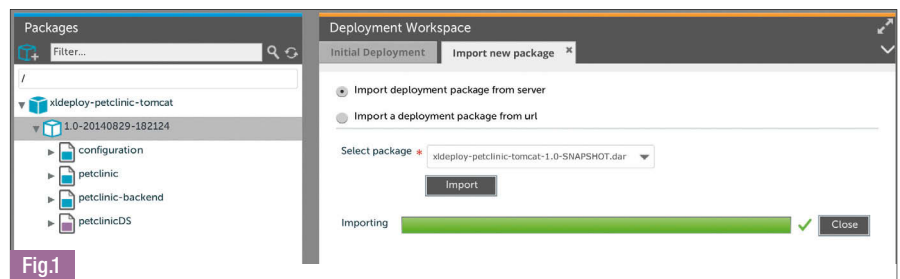 Packages
Filter...
/
xldeploy-petclinic-tomcat
1.0-20140829-182124
configuration
petclinic
petclinic-backend
petclinicDS
Deployment Workspace
Initial Deployment
Import new package ×
Import deployment package from server
Import a deployment package from url
Select package * xldeploy-petclinic-tomcat-1.0-SNAPSHOT.dar
Import
Importing
Close
Fig.1